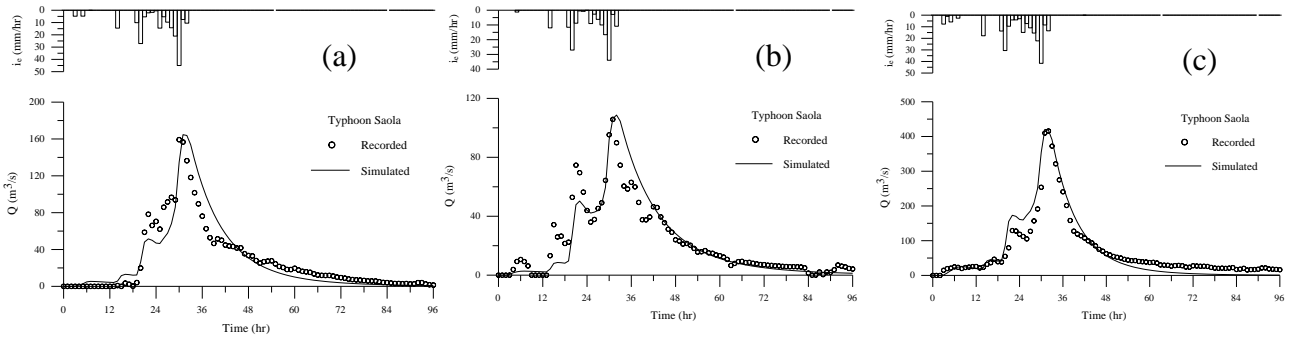 0
10
20
30
40
50
i_e (mm/hr)
(a)
200
160
120
80
40
0
Q (m³/s)
Typhoon Saola
Recorded
Simulated
0 12 24 36 48 60 72 84 96
Time (hr)
0
10
20
30
40
i_e (mm/hr)
(b)
120
80
40
0
Q (m³/s)
Typhoon Saola
Recorded
Simulated
0 12 24 36 48 60 72 84 96
Time (hr)
0
10
20
30
40
50
i_e (mm/hr)
(c)
500
400
300
200
100
0
Q (m³/s)
Typhoon Saola
Recorded
Simulated
0 12 24 36 48 60 72 84 96
Time (hr)